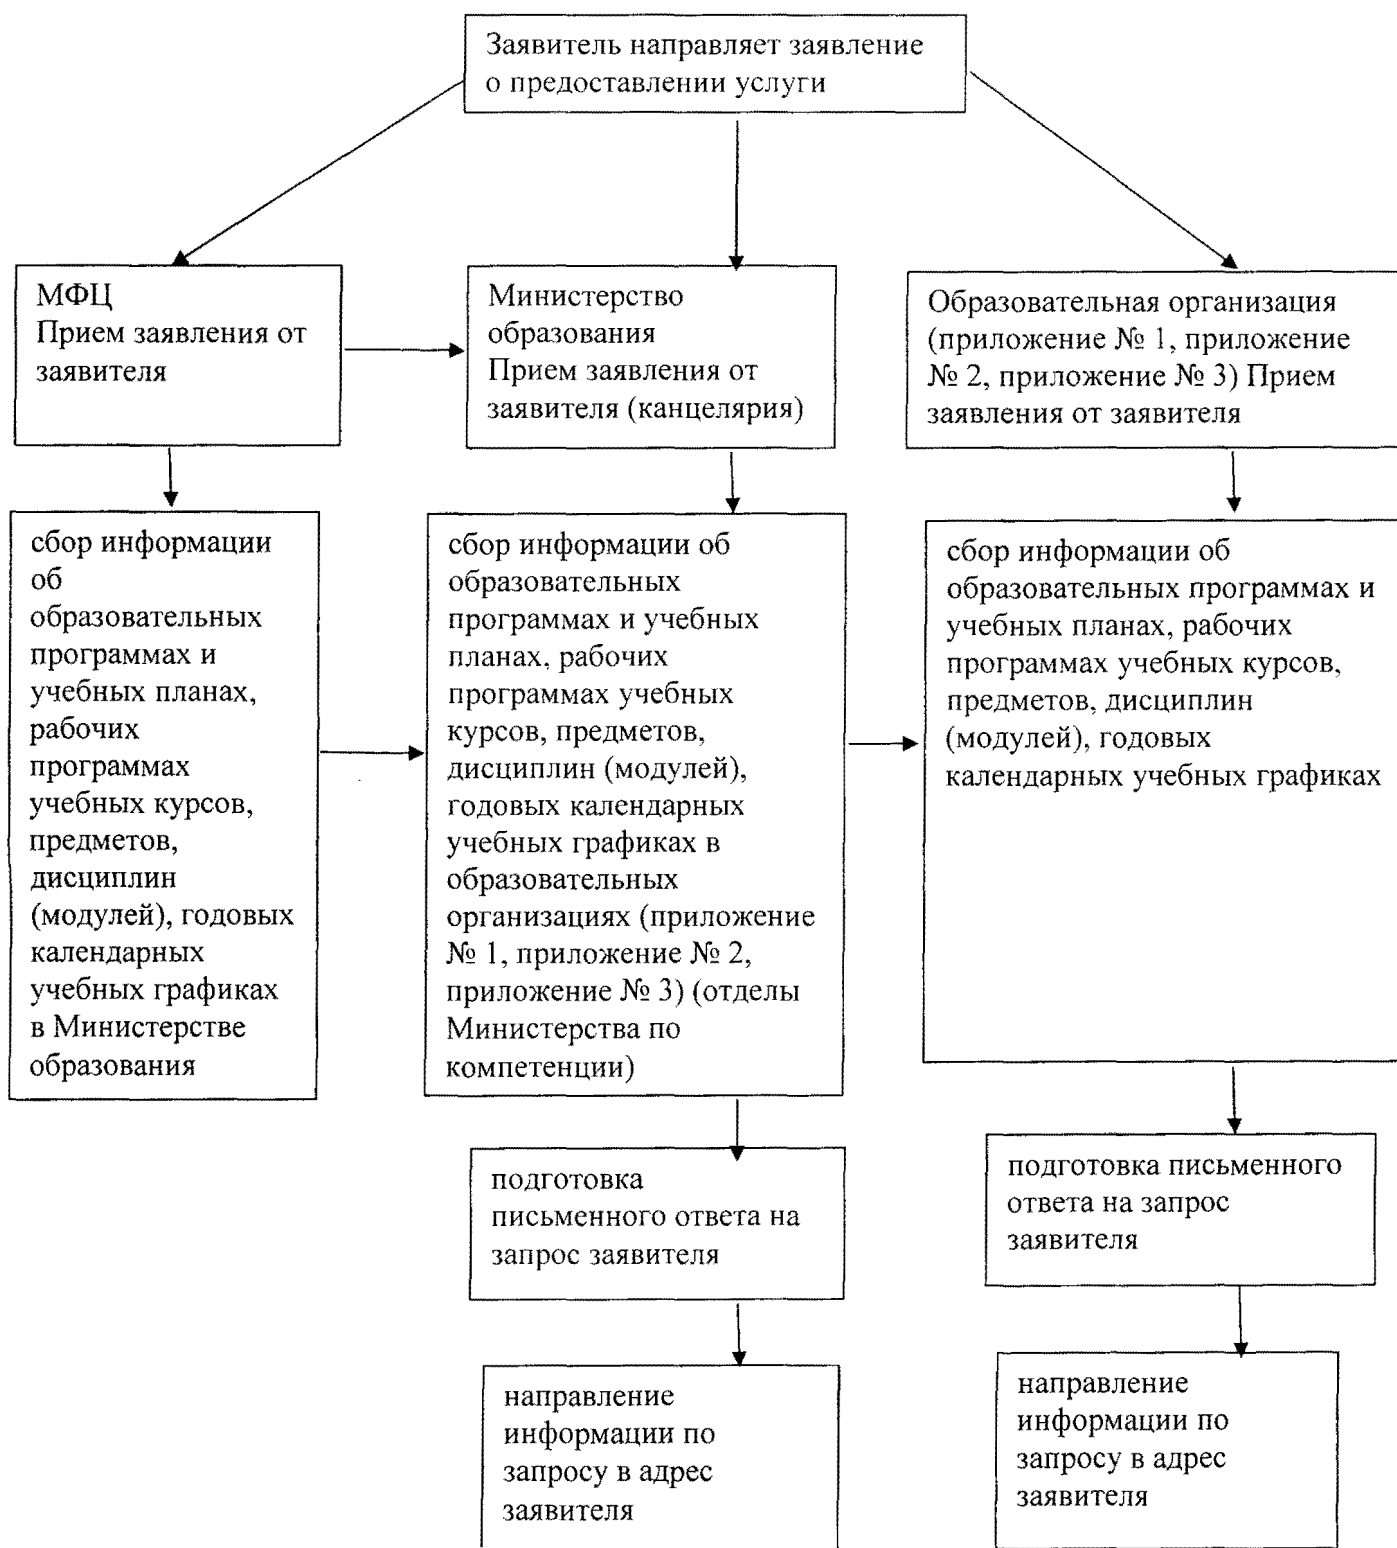 Заявитель направляет заявление
о предоставлении услуги
МФЦ
Прием заявления от
заявителя
Министерство
образования
Прием заявления от
заявителя (канцелярия)
Образовательная организация
(приложение № 1, приложение
№ 2, приложение № 3) Прием
заявления от заявителя
сбор информации
об
образовательных
программах и
учебных планах,
рабочих
программах
учебных курсов,
предметов,
дисциплин
(модулей), годовых
календарных
учебных графиках
в Министерстве
образования
сбор информации об
образовательных
программах и учебных
планах, рабочих
программах учебных
курсов, предметов,
дисциплин (модулей),
годовых календарных
учебных графиках в
образовательных
организациях (приложение
№ 1, приложение № 2,
приложение № 3) (отделы
Министерства по
компетенции)
сбор информации об
образовательных программах и
учебных планах, рабочих
программах учебных курсов,
предметов, дисциплин
(модулей), годовых
календарных учебных графиках
подготовка
письменного ответа на
запрос заявителя
подготовка письменного
ответа на запрос
заявителя
направление
информации по
запросу в адрес
заявителя
направление
информации по
запросу в адрес
заявителя